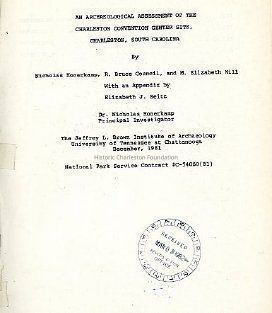 AN ARCHAEOLOGICAL ASSESSMENT OF THE
CHARLESTON CONVENTION CENTER SITE,
CHARLESTON, SOUTH CAROLINA
By
Nicholas Honerkamp, R. Bruce Council, and M. Elizabeth Will
With an Appendix by
Elizabeth J. Reitz
Dr. Nicholas Honerkamp
Principal Investigator
The Jeffrey L. Brown Institute of Archaeology
University of Tennessee at Chattanooga
December, 1981
Historic Charleston Foundation
National Park Service Contract
RECEIVED